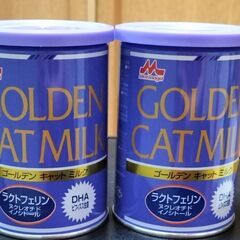 GOLDEN
CAT MILK
ゴールデン キャット ミルク
ラクトフェリン
ヌクレオチド
イノシトール
DHA
GOLDEN
CAT MILK
ゴールデン キャット ミルク
ラクトフェリン
ヌクレオチド
イノシトール
DHA